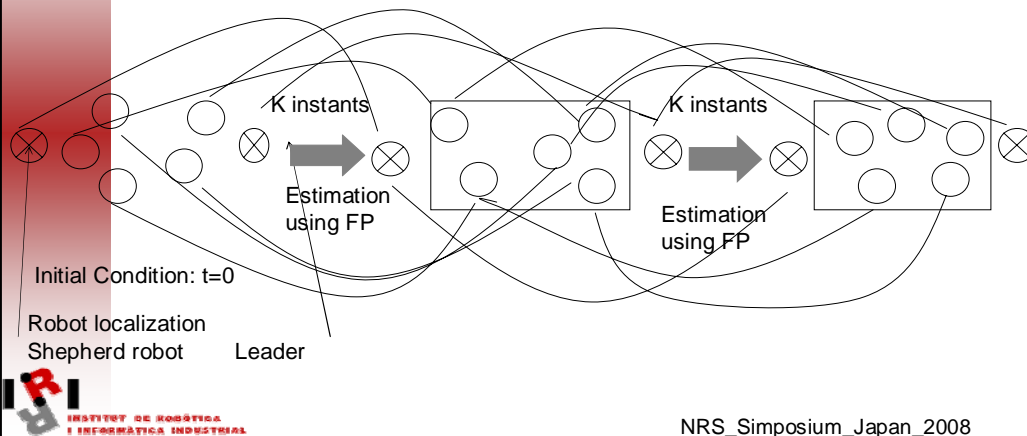 K instants
K instants
Estimation
using FP
Estimation
using FP
Initial Condition: t=0
Robot localization
Shepherd robot Leader
IRI
INSTITUT DE ROBÒTICA
I INFORMÀTICA INDUSTRIAL
NRS_Simposium_Japan_2008